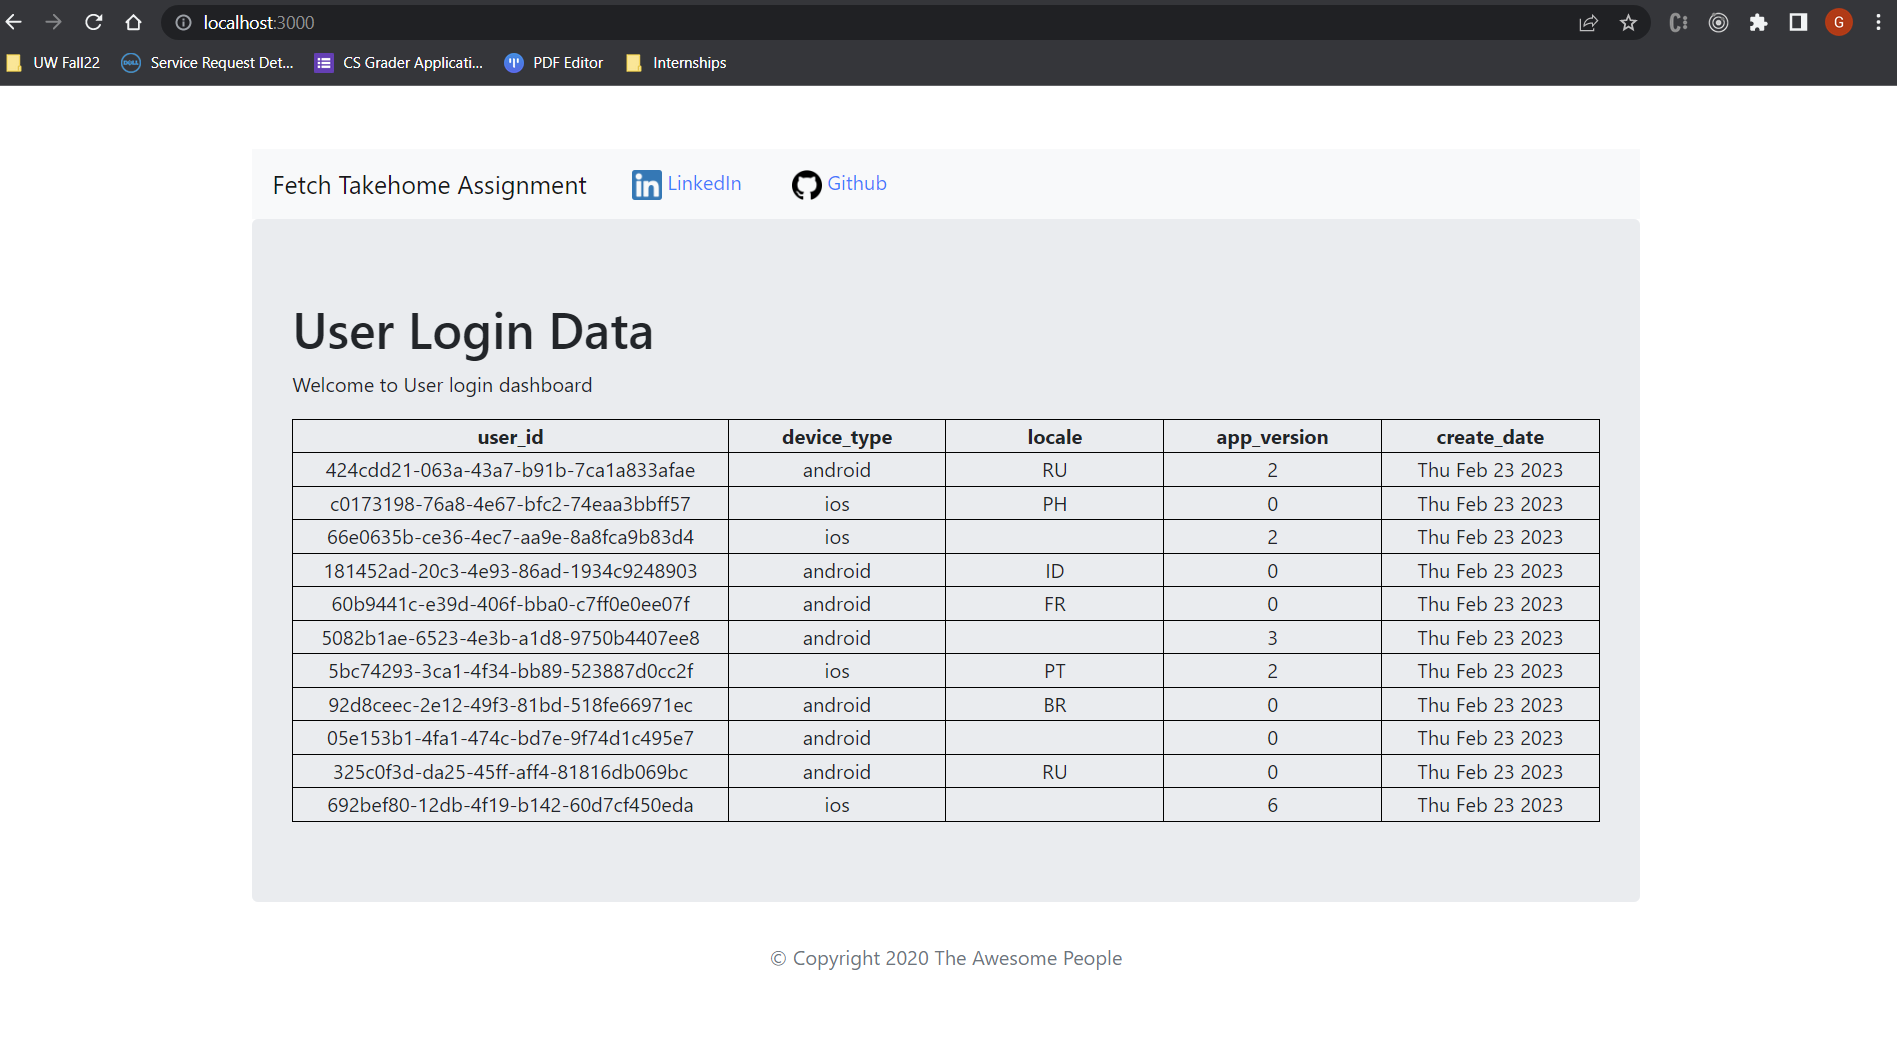 localhost:3000
G
UW Fall22 Service Request Det... CS Grader Applicati... PDF Editor Internships
Fetch Takehome Assignment in LinkedIn Github
User Login Data
Welcome to User login dashboard
user_id device_type locale app_version create_date
424cdd21-063a-43a7-b91b-7ca1a833afae android RU 2 Thu Feb 23 2023
c0173198-76a8-4e67-bfc2-74eaa3bbff57 ios PH 0 Thu Feb 23 2023
66e0635b-ce36-4ec7-aa9e-8a8fca9b83d4 ios 2 Thu Feb 23 2023
181452ad-20c3-4e93-86ad-1934c9248903 android ID 0 Thu Feb 23 2023
60b9441c-e39d-406f-bba0-c7ff0e0ee07f android FR 0 Thu Feb 23 2023
5082b1ae-6523-4e3b-a1d8-9750b4407ee8 android 3 Thu Feb 23 2023
5bc74293-3ca1-4f34-bb89-523887d0cc2f ios PT 2 Thu Feb 23 2023
92d8ceec-2e12-49f3-81bd-518fe66971ec android BR 0 Thu Feb 23 2023
05e153b1-4fa1-474c-bd7e-9f74d1c495e7 android 0 Thu Feb 23 2023
325c0f3d-da25-45ff-aff4-81816db069bc android RU 0 Thu Feb 23 2023
692bef80-12db-4f19-b142-60d7cf450eda ios 6 Thu Feb 23 2023
© Copyright 2020 The Awesome People